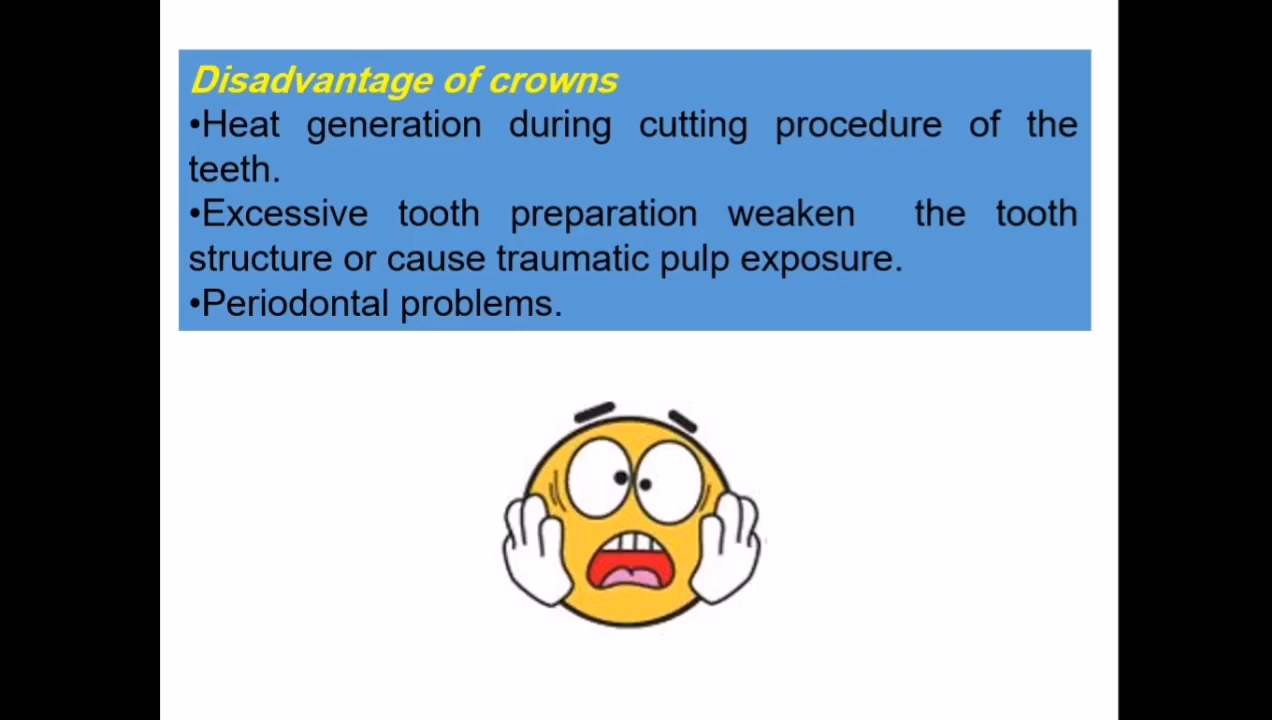 Disadvantage of crowns
•Heat generation during cutting procedure of the
teeth.
•Excessive tooth preparation weaken the tooth
structure or cause traumatic pulp exposure.
•Periodontal problems.